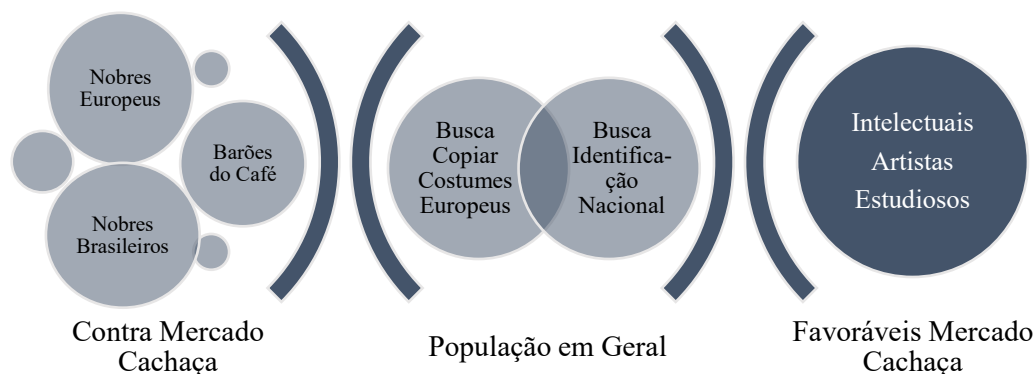 Nobres
Europeus
Barões
do Café
Nobres
Brasileiros
Contra Mercado
Cachaça
Busca
Copiar
Costumes
Europeus
Busca
Identifica-
ção
Nacional
População em Geral
Intelectuais
Artistas
Estudiosos
Favoráveis Mercado
Cachaça